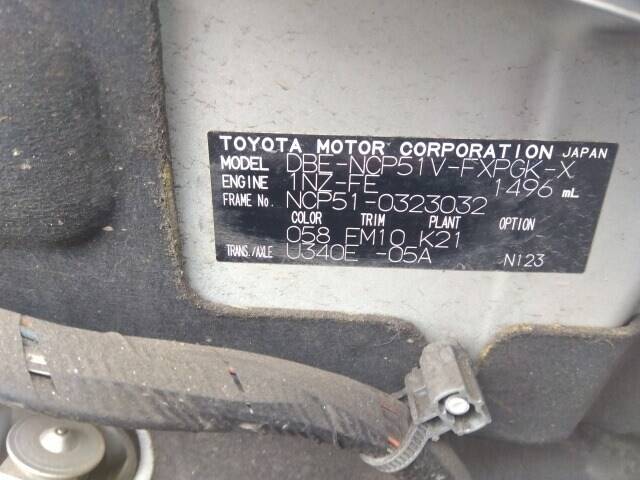 TOYOTA MOTOR CORPORATION JAPAN
MODEL DBE-NCP51V-FXPGK-X
ENGINE 1NZ-FE 1496 mL
FRAME No. NCP51-0323032
COLOR TRIM PLANT OPTION
058 EM10 K21
TRANS./AXLE U340E -05A N123